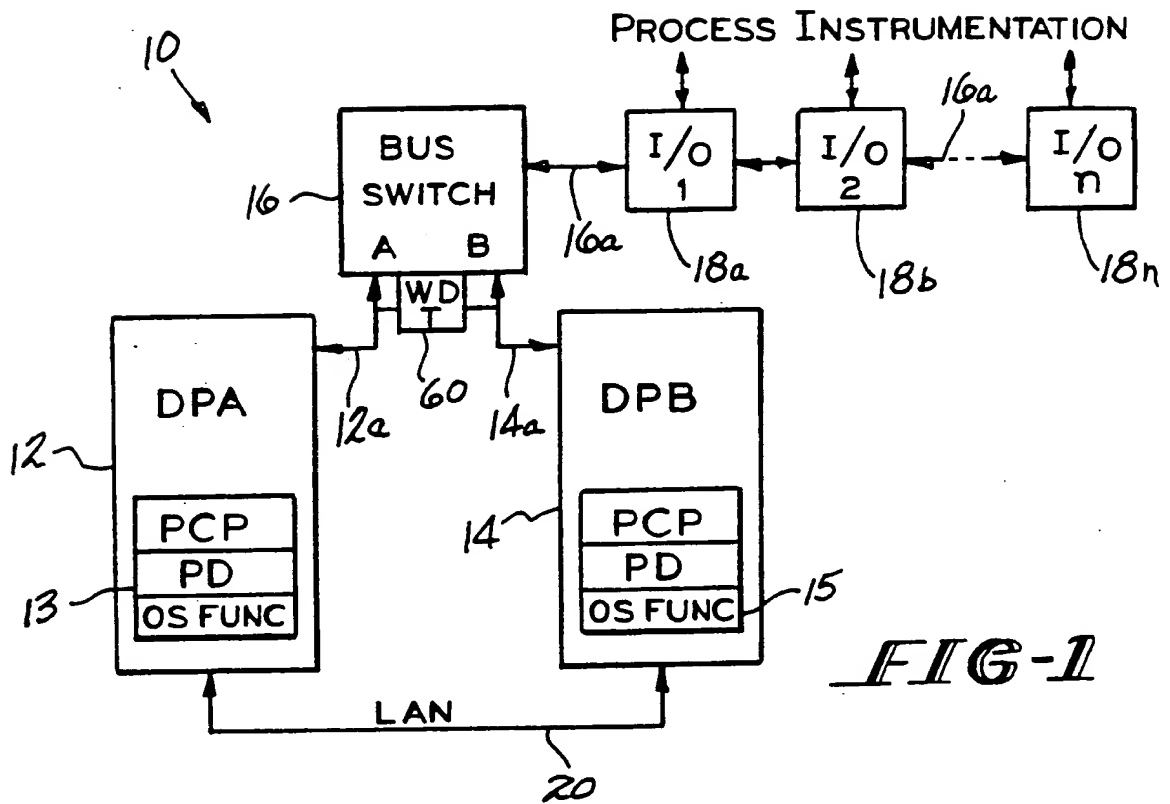 PROCESS INSTRUMENTATION
10
BUS
SWITCH
A B
16
16a
I/O
1
18a
I/O
2
18b
16a
I/O
n
18n
WD
T
60
12a
14a
DPA
12
PCP
PD
OS FUNC
13
DPB
14
PCP
PD
OS FUNC
15
LAN
20
FIG-1